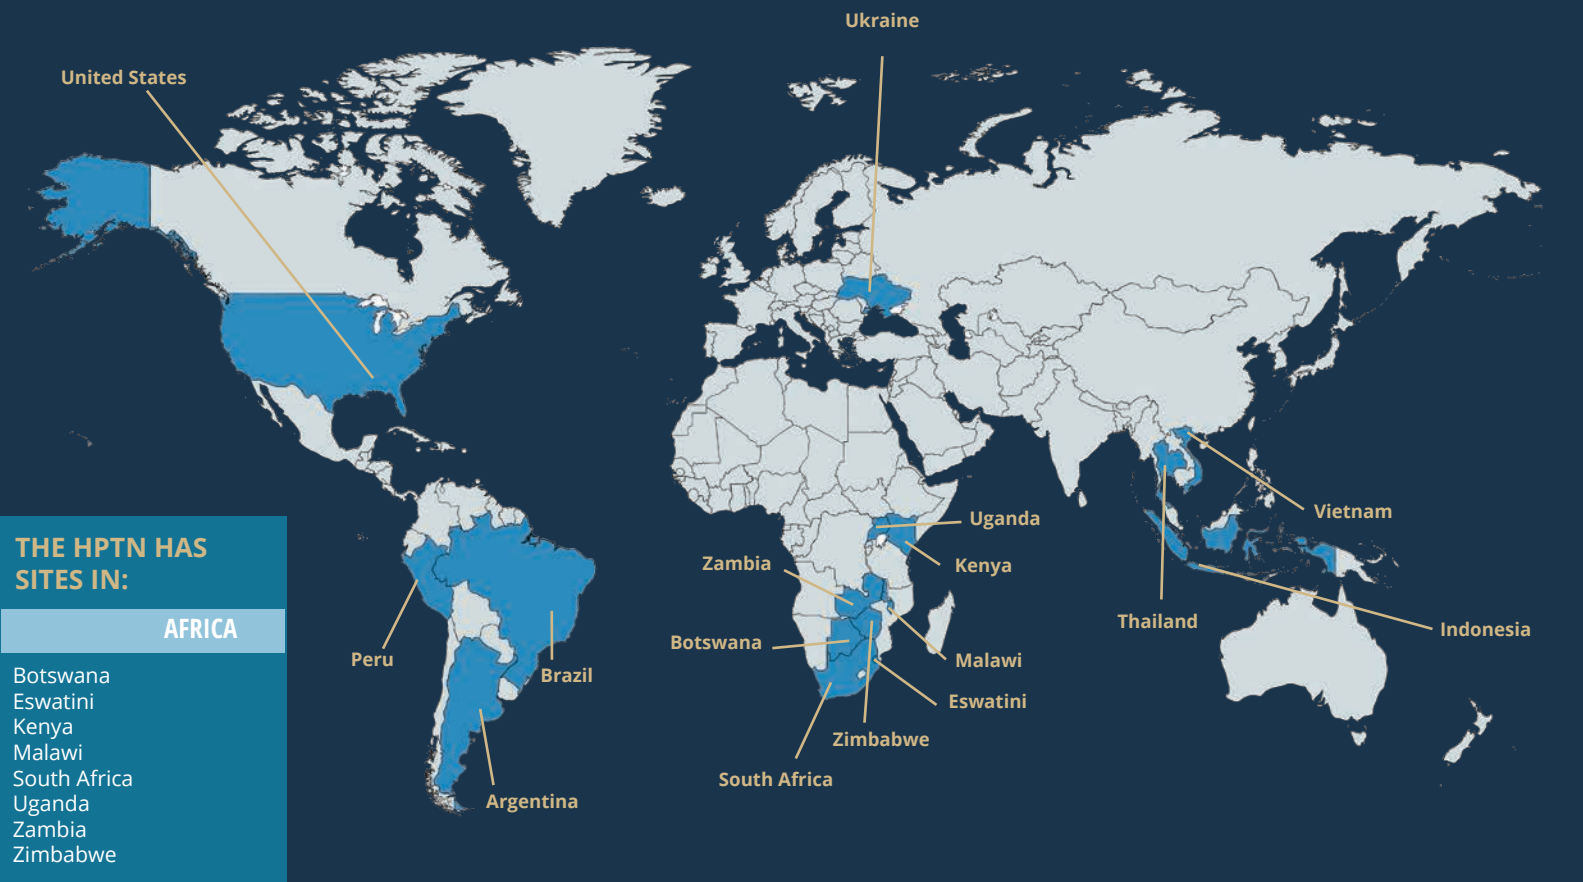 Ukraine
United States
Uganda
Vietnam
Zambia
Kenya
Thailand
Indonesia
Botswana
Malawi
Peru
Brazil
Eswatini
Zimbabwe
South Africa
Argentina
THE HPTN HAS
SITES IN:
AFRICA
Botswana
Eswatini
Kenya
Malawi
South Africa
Uganda
Zambia
Zimbabwe